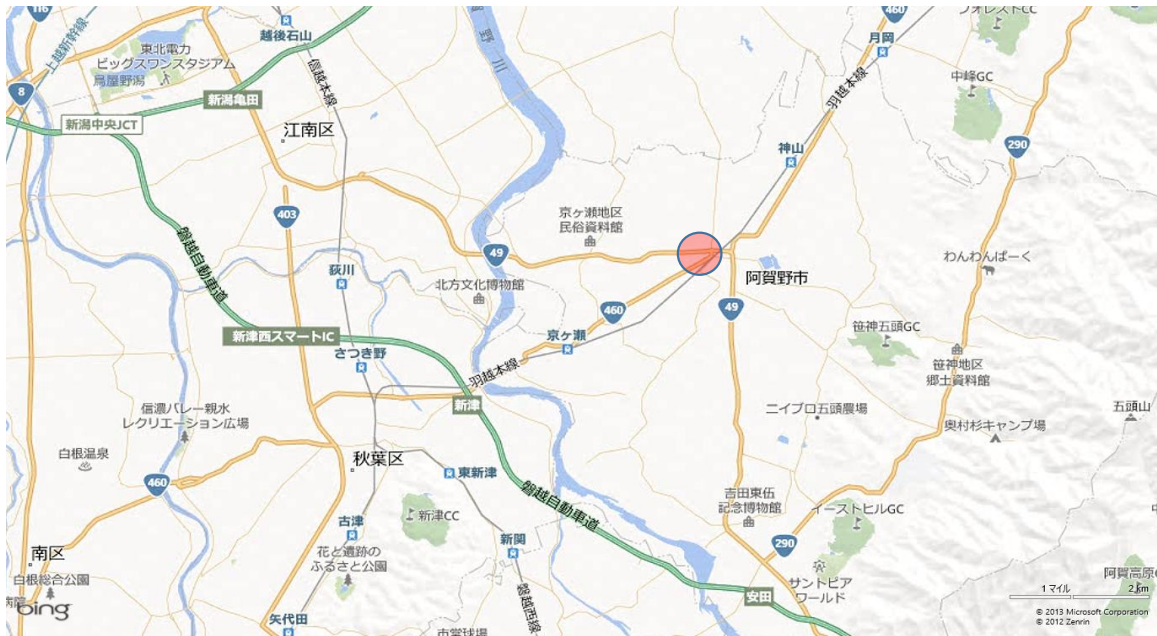 116
上越新幹線
越後石山
東北電力
ビッグスワンスタジアム
鳥屋野潟
8
新潟亀田
新潟中央JCT
信越本線
野川
460
フォレストCC
月岡
中峰GC
羽越本線
290
江南区
神山
403
京ヶ瀬地区
民俗資料館
磐越自動車道
49
荻川
北方文化博物館
わんわんぱーく
阿賀野市
460
49
新津西スマートIC
さつき野
京ヶ瀬
笹神五頭GC
羽越本線
笹神地区
郷土資料館
新津
信濃バレー親水
レクリエーション広場
ニイブロ五頭農場
五頭山
奥村杉キャンプ場
白根温泉
秋葉区
東新津
460
磐越自動車道
吉田東伍
記念博物館
イーストヒルGC
新津CC
古津
新関
花と遺跡の
ふるさと公園
290
南区
白根総合公園
病院
サントピア
ワールド
阿賀高原
磐越西線
安田
矢代田
市営球場
bing
1 マイル
2 km
© 2013 Microsoft Corporation
© 2012 Zenrin